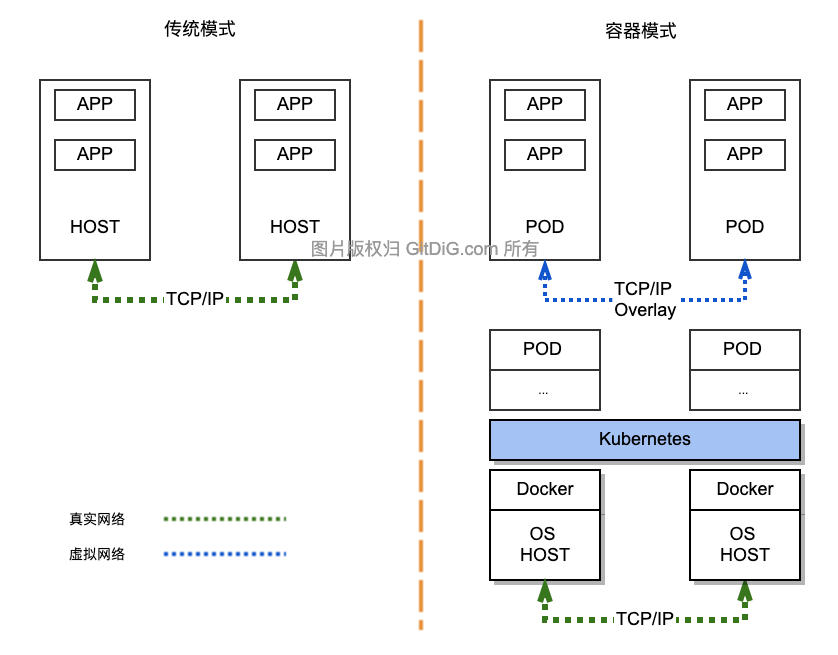 传统模式
容器模式
APP
APP
HOST
APP
APP
HOST
APP
APP
POD
APP
APP
POD
图片版权归 GitDiG.com 所有
TCP/IP
TCP/IP
Overlay
POD
...
POD
...
Kubernetes
Docker
OS
HOST
Docker
OS
HOST
真实网络
虚拟网络
TCP/IP